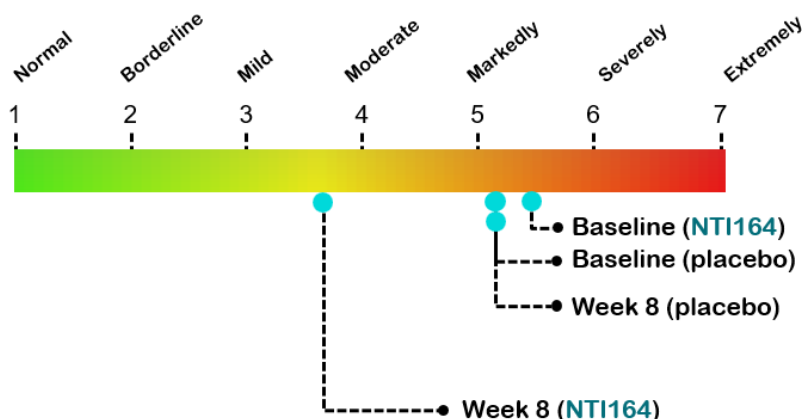 Normal
Borderline
Mild
Moderate
Markedly
Severely
Extremely
1 2 3 4 5 6 7
Baseline (NTI164)
Baseline (placebo)
Week 8 (placebo)
Week 8 (NTI164)